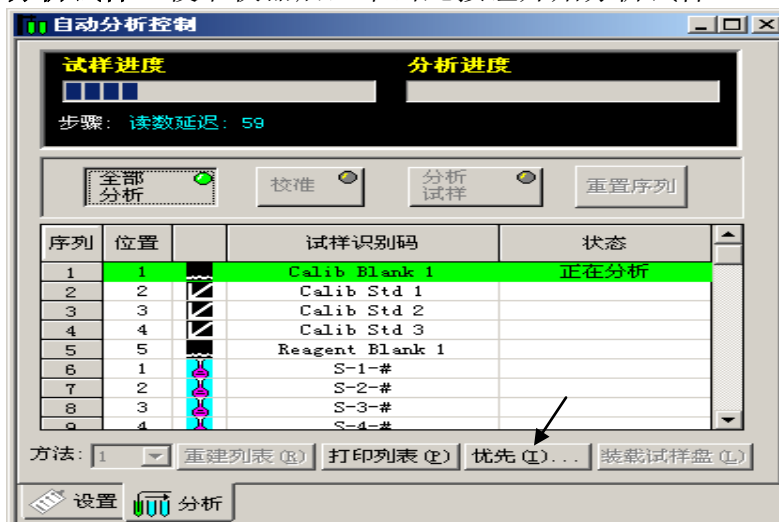 自动分析控制
试样进度 分析进度
步骤: 读数延迟: 59
全部分析 校准 分析试样 重置序列
序列 位置 试样识别码 状态
1 1 Calib Blank 1 正在分析
2 2 Calib Std 1
3 3 Calib Std 2
4 4 Calib Std 3
5 5 Reagent Blank 1
6 1 S-1-#
7 2 S-2-#
8 3 S-3-#
9 4 S-4-#
方法: 1 重建列表(R) 打印列表(P) 优先(I)... 装载试样盘(L)
设置 分析